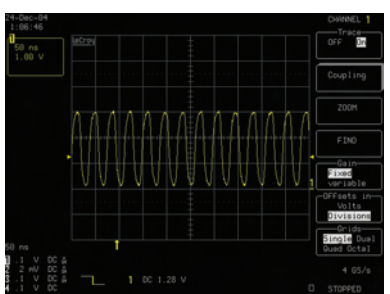 24-Dec-04
1:06:46
1
50 ns
1.00 V
LeCroy
CHANNEL 1
Trace
OFF On
Coupling
ZOOM
FIND
Gain
Fixed
variable
OFFsets in
Volts
Divisions
Grids
Single Dual
Quad Octal
1
50 ns
1 .1 V DC
2 2 mV DC
3 .1 V DC
4 .1 V DC
1 DC 1.28 V
4 GS/s
STOPPED